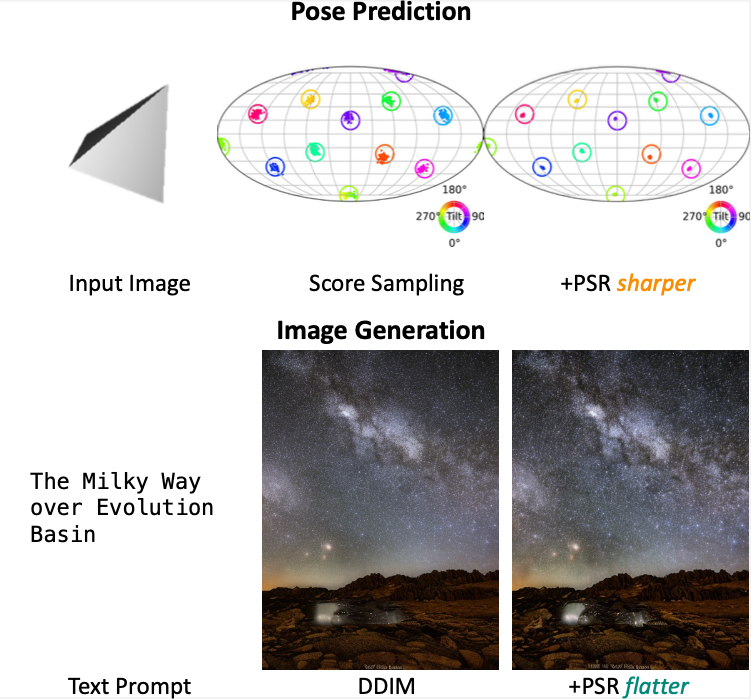 Pose Prediction
180°
270° Tilt 90
0°
180°
270° Tilt 90
0°
Input Image
Score Sampling
+PSR sharper
Image Generation
The Milky Way
over Evolution
Basin
Text Prompt
DDIM
+PSR flatter